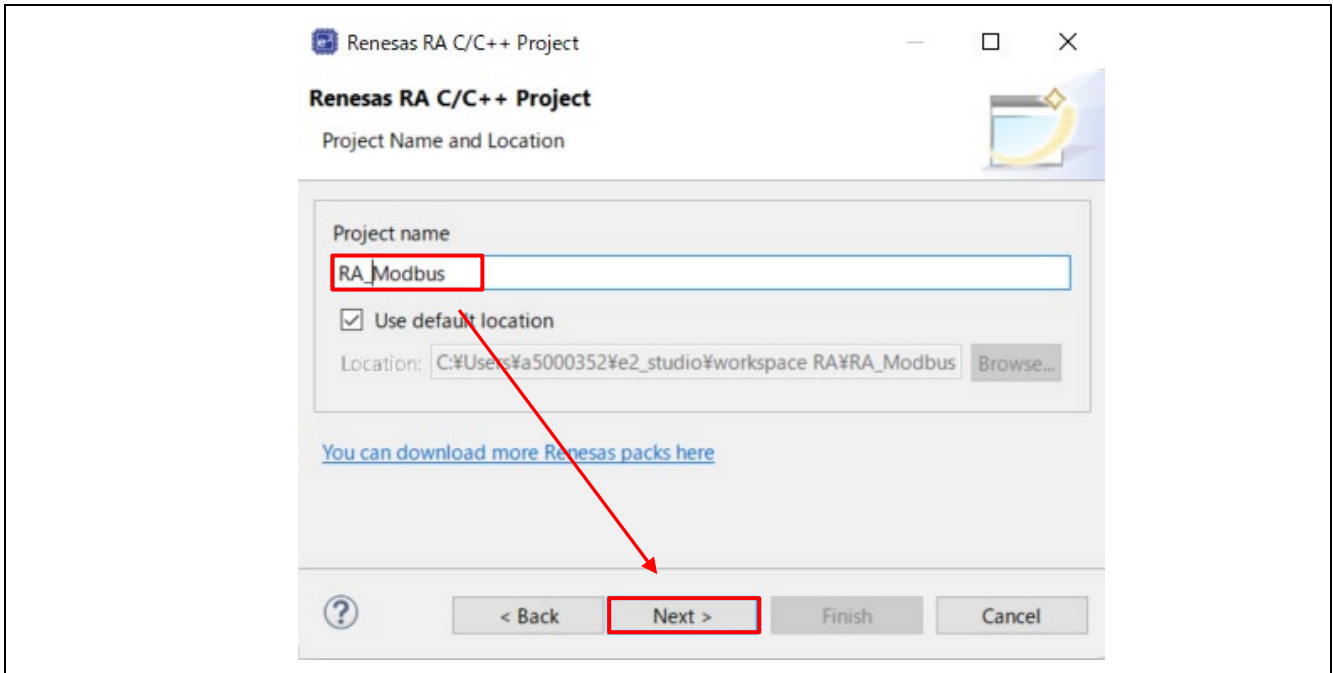 Renesas RA C/C++ Project
Renesas RA C/C++ Project
Project Name and Location
Project name
RA_Modbus
Use default location
Location: C:¥Users¥a5000352¥e2_studio¥workspace RA¥RA_Modbus Browse...
You can download more Renesas packs here
? < Back Next > Finish Cancel